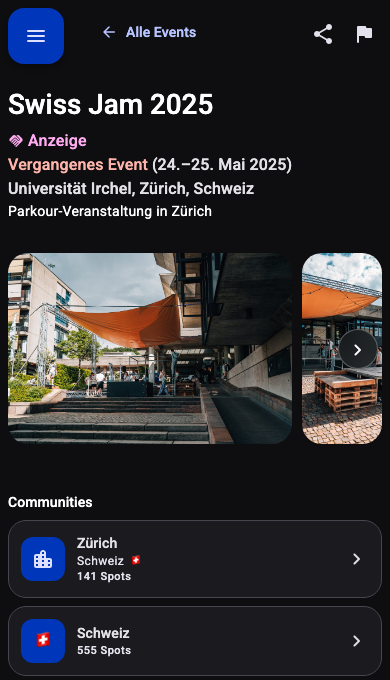 Alle Events
Swiss Jam 2025
Anzeige
Vergangenes Event (24.–25. Mai 2025)
Universität Irchel, Zürich, Schweiz
Parkour-Veranstaltung in Zürich
Communities
Zürich
Schweiz 🇨🇭
141 Spots
Schweiz
555 Spots